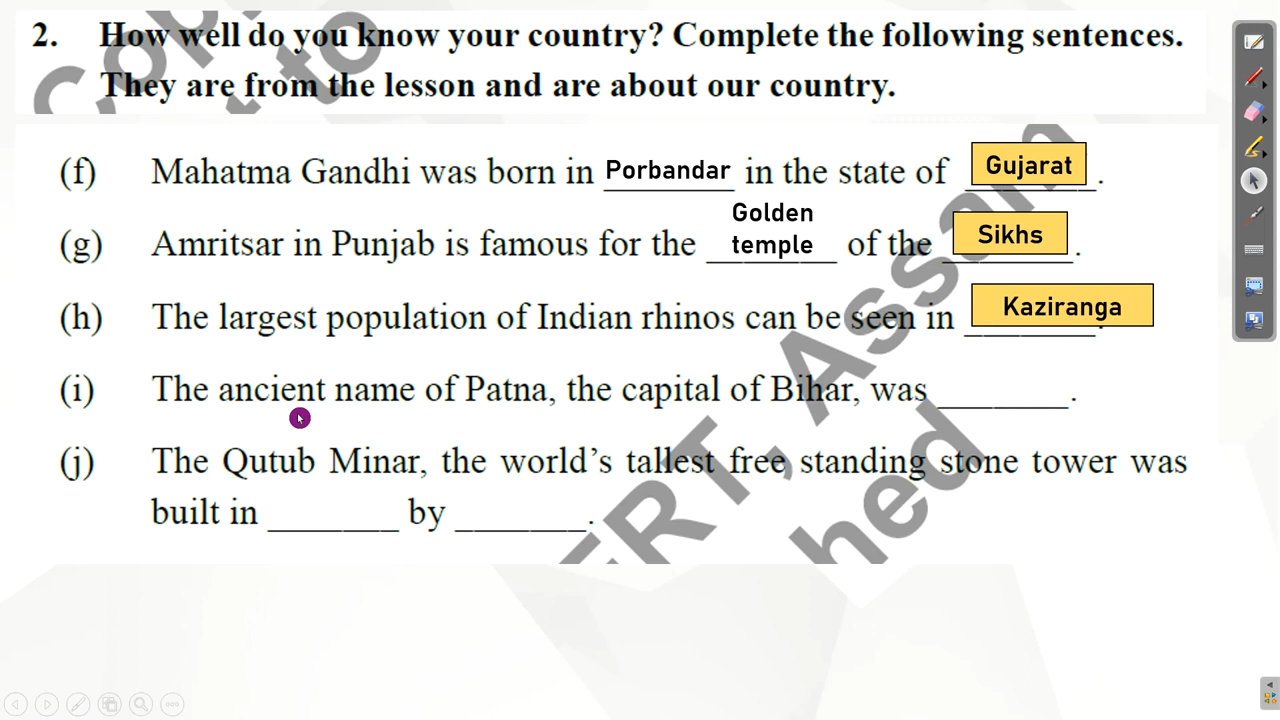 2. How well do you know your country? Complete the following sentences.
They are from the lesson and are about our country.
(f) Mahatma Gandhi was born in Porbandar in the state of Gujarat.
(g) Amritsar in Punjab is famous for the Golden temple of the Sikhs.
(h) The largest population of Indian rhinos can be seen in Kaziranga.
(i) The ancient name of Patna, the capital of Bihar, was ________.
(j) The Qutub Minar, the world's tallest free standing stone tower was
built in ________ by ________.